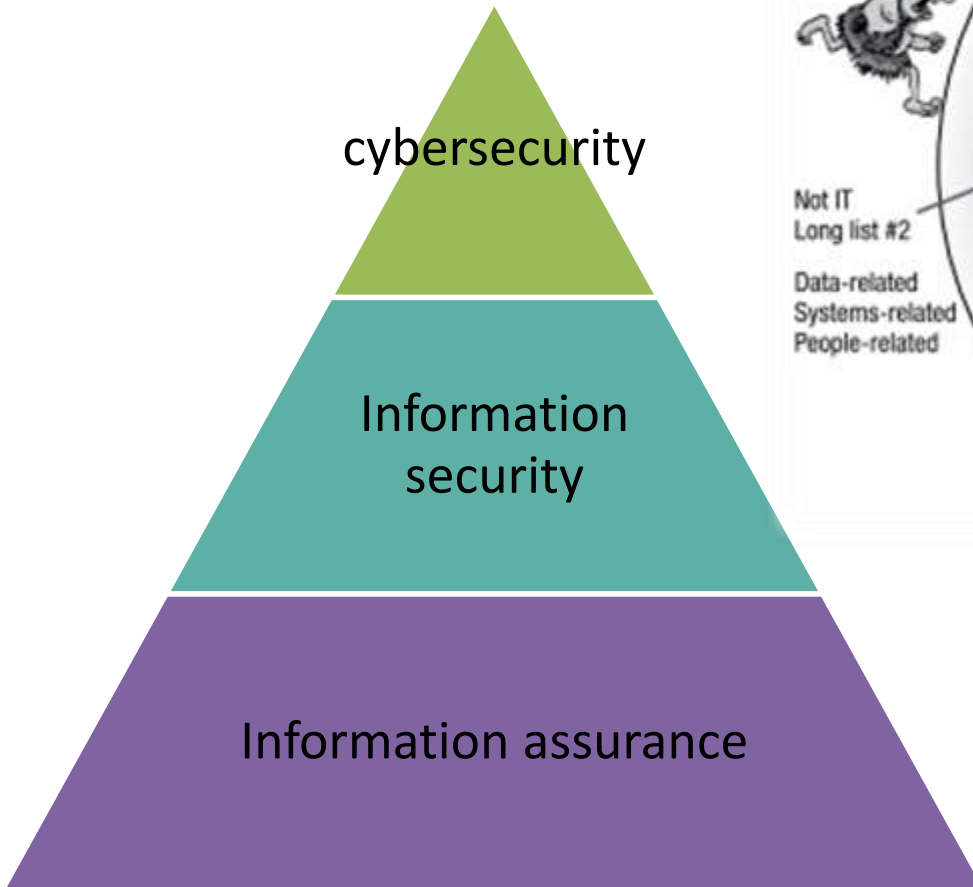 cybersecurity
Information
security
Information assurance
Not IT
Long list #2
Data-related
Systems-related
People-related